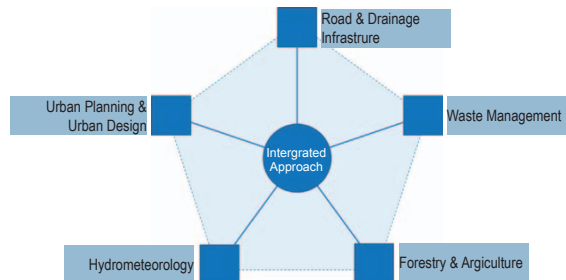 Road & Drainage
Infrastrure
Urban Planning &
Urban Design
Waste Management
Intergrated
Approach
Hydrometeorology
Forestry & Argiculture